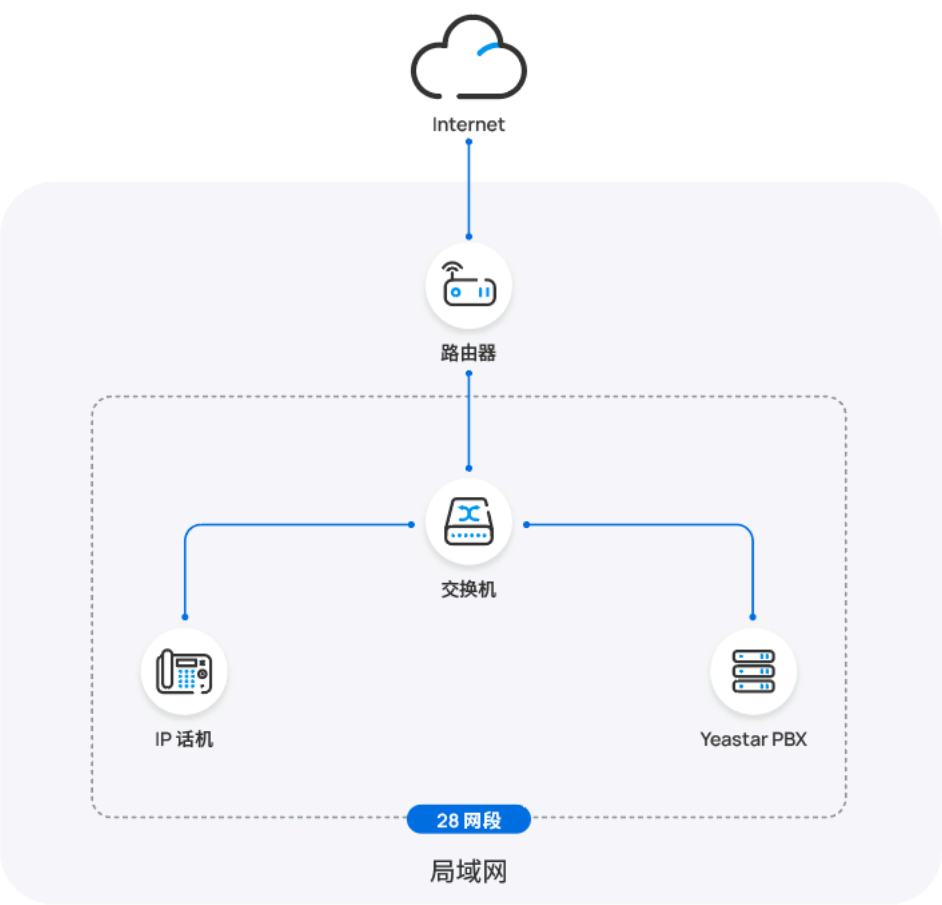 Internet
路由器
交换机
IP 话机
Yeastar PBX
28 网段
局域网